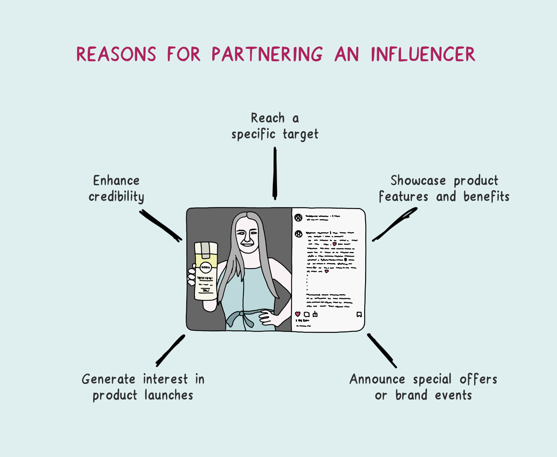 REASONS FOR PARTNERING AN INFLUENCER
Reach a
specific target
Enhance
credibility
Showcase product
features and benefits
Generate interest in
product launches
Announce special offers
or brand events